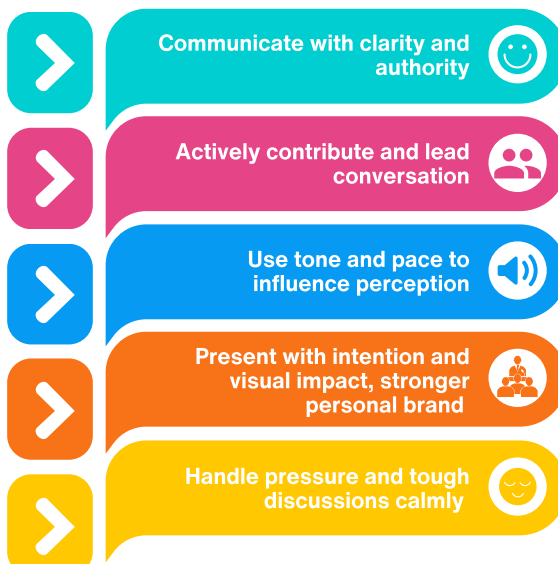 Communicate with clarity and
authority
Actively contribute and lead
conversation
Use tone and pace to
influence perception
Present with intention and
visual impact, stronger
personal brand
Handle pressure and tough
discussions calmly